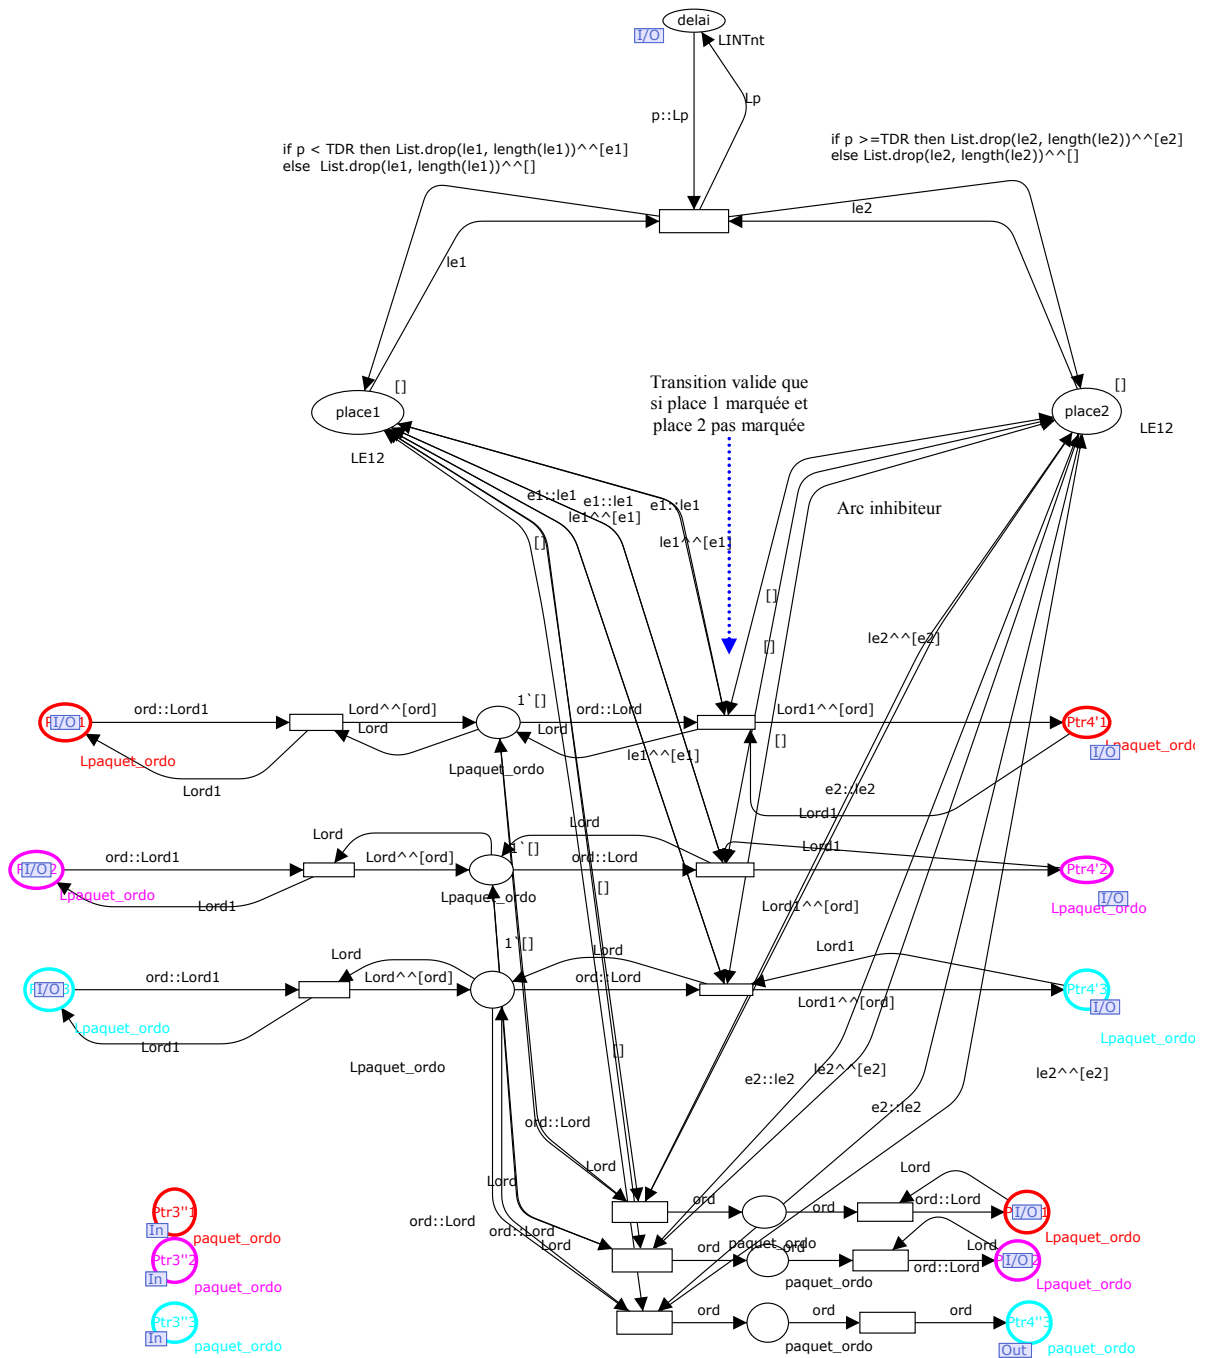 delai
I/O
LINTnt
Lp
p::Lp
if p < TDR then List.drop(le1, length(le1))^^[e1]
else  List.drop(le1, length(le1))^^[]
if p >=TDR then List.drop(le2, length(le2))^^[e2]
else List.drop(le2, length(le2))^^[]
le2
le1
[]
place1
LE12
Transition valide que
si place 1 marquée et
place 2 pas marquée
[]
place2
LE12
e1::le1
e1::le1
e1::le1
le1^^[e1]
le1^^[e1]
[]
Arc inhibiteur
[]
[]
le2^^[e2]
I/O
ord::Lord1
Lord^^[ord]
Lord
1`[]
ord::Lord
Lord
Lord1^^[ord]
Ptr4'1
Lpaquet_ordo
I/O
Lpaquet_ordo
Lord1
Lpaquet_ordo
le1^^[e1]
[]
e2::le2
Lord1
I/O
ord::Lord1
Lord
Lord^^[ord]
1`[]
Lord
ord::Lord
Lord1
Ptr4'2
I/O
Lpaquet_ordo
Lpaquet_ordo
Lord1
Lpaquet_ordo
[]
Lord1^^[ord]
I/O
ord::Lord1
Lord
Lord^^[ord]
1`[]
Lord
ord::Lord
Lord1
Ptr4'3
I/O
Lord1^^[ord]
Lpaquet_ordo
Lpaquet_ordo
Lord1
Lpaquet_ordo
[]
e2::le2
le2^^[e2]
le2^^[e2]
e2::le2
ord::Lord
Lord
Lord
ord::Lord
ord::Lord
Lord
Ptr3''1
In
paquet_ordo
ord
paquet_ordo
ord
Lord
ord::Lord
I/O
Lpaquet_ordo
Ptr3''2
In
paquet_ordo
ord
paquet_ordo
ord
Lord
ord::Lord
I/O
Lpaquet_ordo
Ptr3''3
In
paquet_ordo
ord
paquet_ordo
ord
ord
Ptr4''3
Out
paquet_ordo